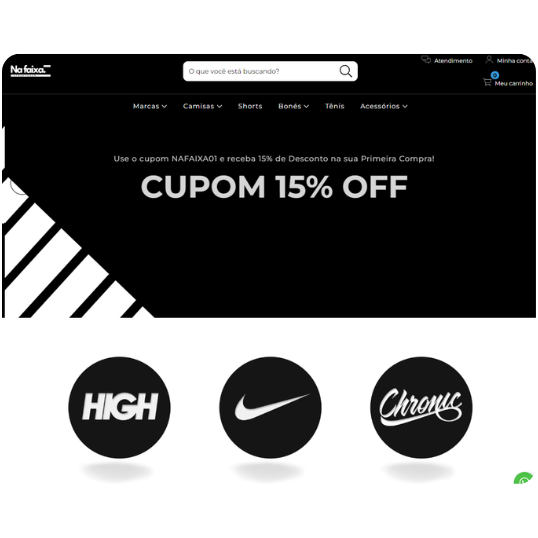 Na faixa.
O que você está buscando?
Atendimento
Minha conta
0
Meu carrinho
Marcas
Camisas
Shorts
Bonés
Tênis
Acessórios
Use o cupom NAFAIXA01 e receba 15% de Desconto na sua Primeira Compra!
CUPOM 15% OFF
HIGH
Chronic